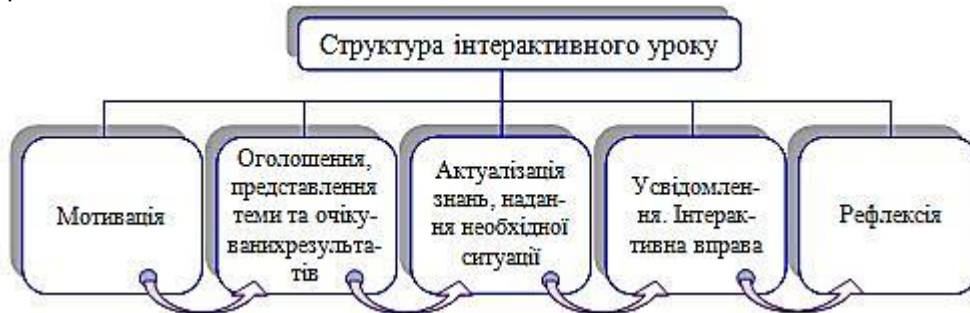 Структура інтерактивного уроку
Мотивація
Оголошення,
представлення
теми та очіку-
ванихрезульта-
тів
Актуалізація
знань, надан-
ня необхідної
ситуації
Усвідомлен-
ня. Інтерак-
тивна вправа
Рефлексія